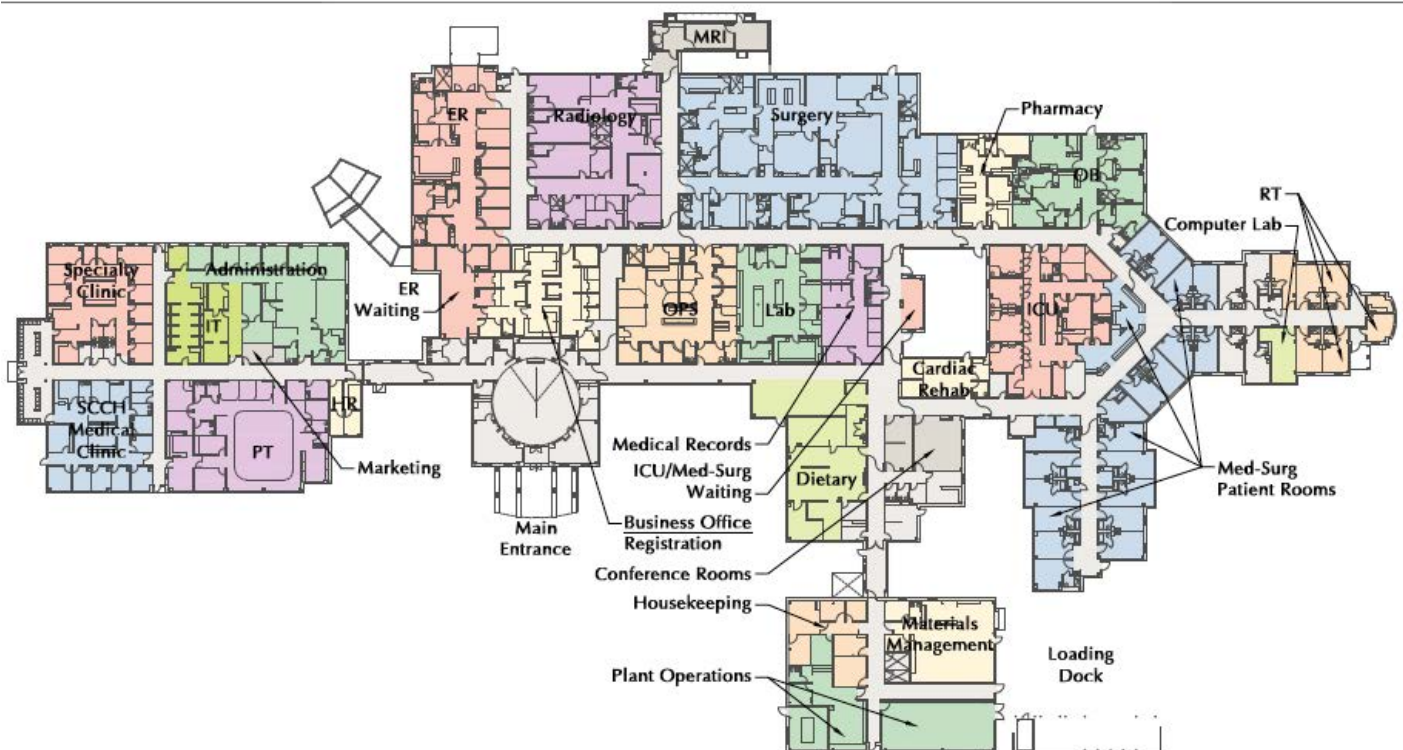 MRI
ER
Radiology
Surgery
Pharmacy
OB
RT
Computer Lab
Specialty
Clinic
Administration
IT
ER
Waiting
OPS
Lab
ICU
Cardiac
Rehab
SCCH
Medical
Clinic
PT
HR
Marketing
Medical Records
ICU/Med-Surg
Waiting
Dietary
Med-Surg
Patient Rooms
Main
Entrance
Business Office
Registration
Conference Rooms
Housekeeping
Materials
Management
Plant Operations
Loading
Dock